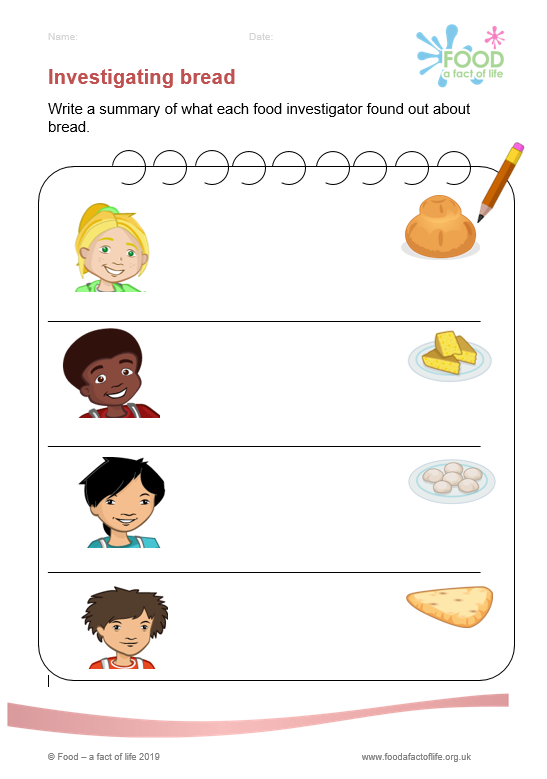 Name:
Date:
FOOD
a fact of life
Investigating bread
Write a summary of what each food investigator found out about
bread.
© Food – a fact of life 2019
www.foodafactoflife.org.uk